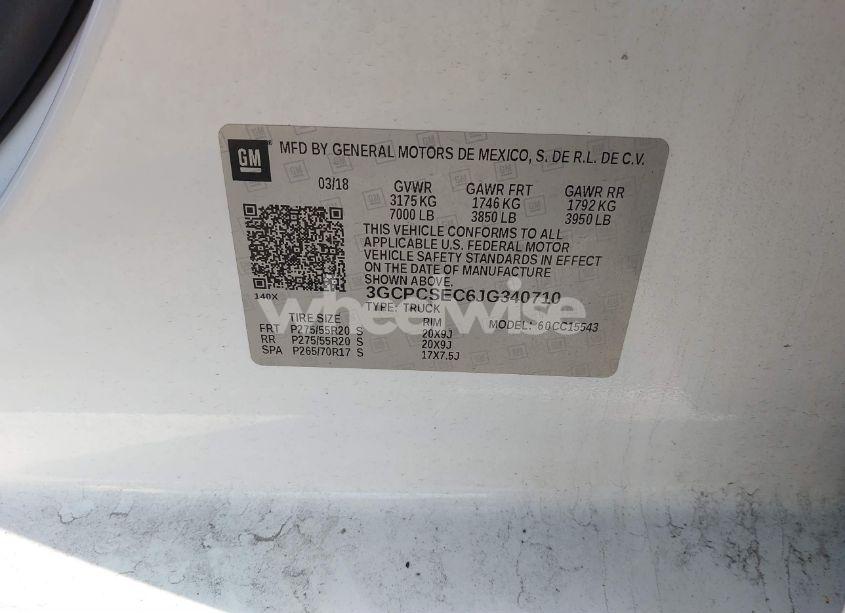 GM
MFD BY GENERAL MOTORS DE MEXICO, S. DE R.L. DE C.V.
03/18 GVWR GAWR FRT GAWR RR
3175 KG 1746 KG 1792 KG
7000 LB 3850 LB 3950 LB
THIS VEHICLE CONFORMS TO ALL
APPLICABLE U.S. FEDERAL MOTOR
VEHICLE SAFETY STANDARDS IN EFFECT
ON THE DATE OF MANUFACTURE
SHOWN ABOVE.
140X 3GCPCSEC6JG340710
TYPE: TRUCK
wheelwise
TIRE SIZE RIM MODEL: 60CC15543
FRT P275/55R20 S 20X9J
RR P275/55R20 S 20X9J
SPA P265/70R17 S 17X7.5J